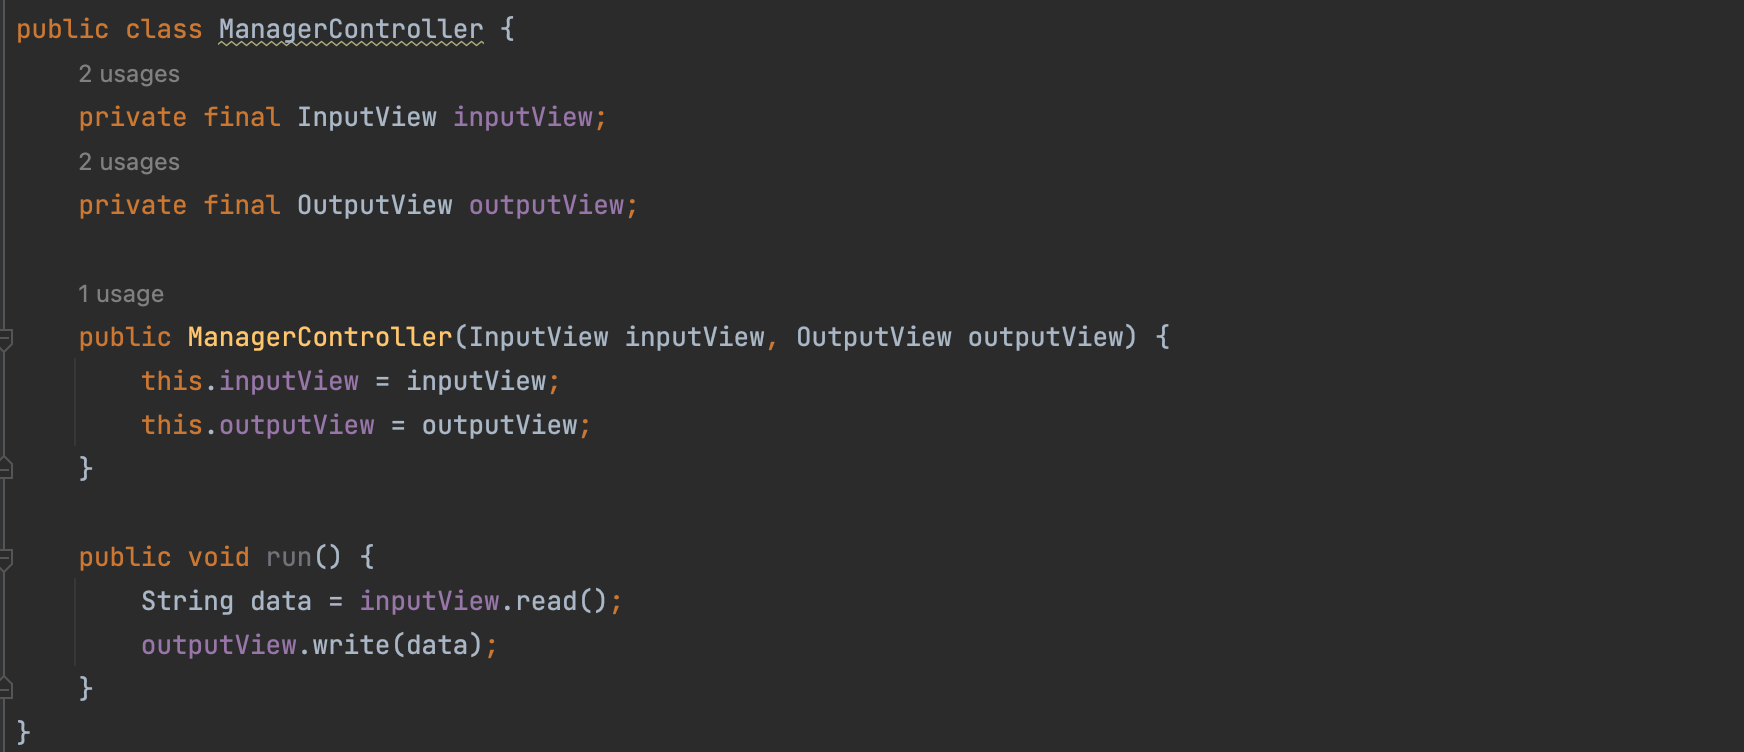 public class ManagerController {
2 usages
private final InputView inputView;
2 usages
private final OutputView outputView;
1 usage
public ManagerController(InputView inputView, OutputView outputView) {
this.inputView = inputView;
this.outputView = outputView;
}
public void run() {
String data = inputView.read();
outputView.write(data);
}
}